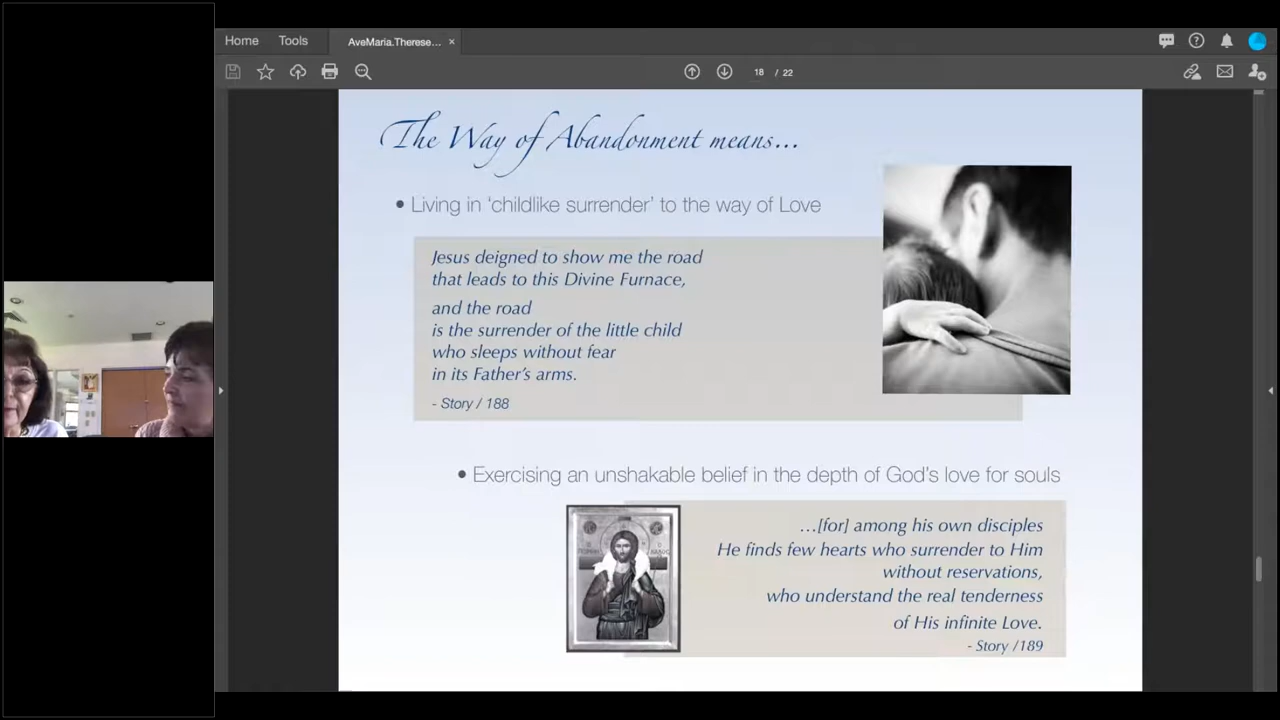 Home Tools AveMaria.Therese... ×
18 / 22
The Way of Abandonment means...
• Living in ‘childlike surrender’ to the way of Love
Jesus deigned to show me the road
that leads to this Divine Furnace,
and the road
is the surrender of the little child
who sleeps without fear
in its Father’s arms.
- Story / 188
• Exercising an unshakable belief in the depth of God’s love for souls
...[for] among his own disciples
He finds few hearts who surrender to Him
without reservations,
who understand the real tenderness
of His infinite Love.
- Story /189